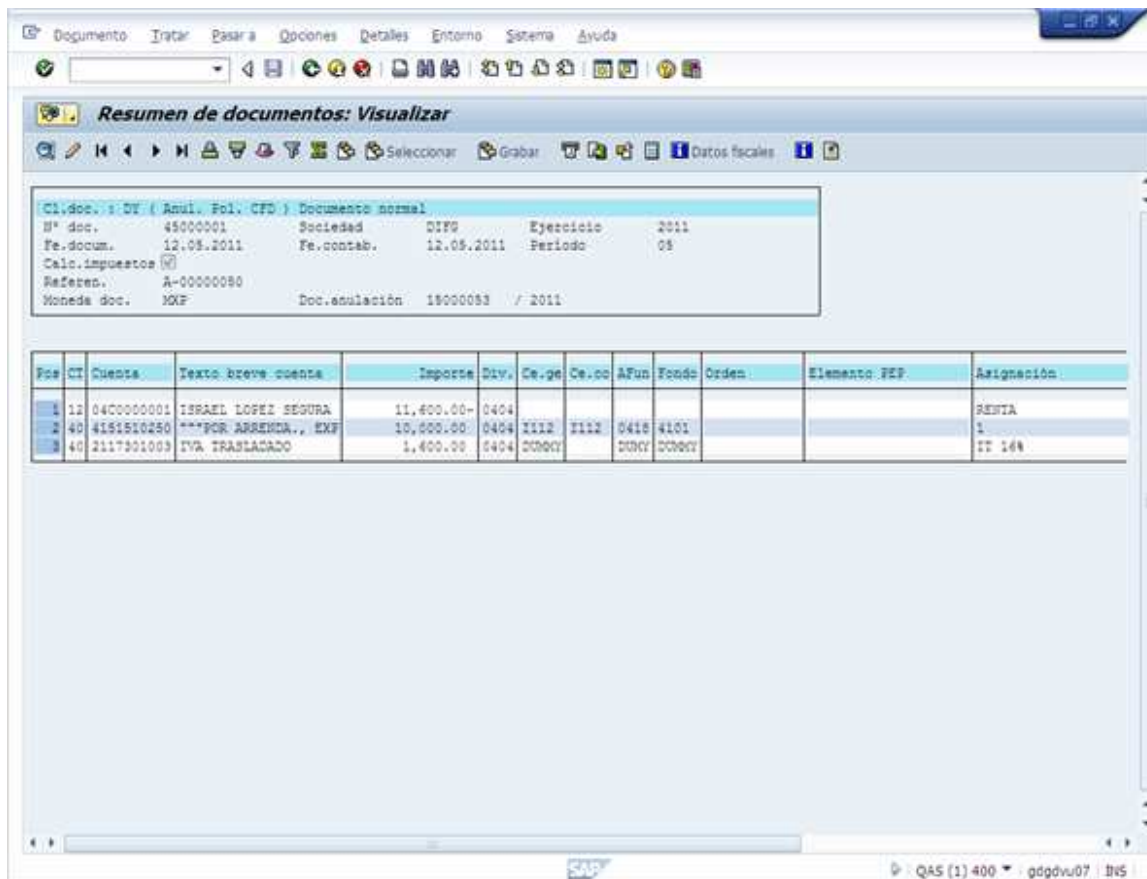 Documento Tratar Pasar a Opciones Detalles Entorno Sistema Ayuda
Resumen de documentos: Visualizar
Seleccionar Grabar Datos fiscales
Cl.doc. : DY ( Anul. Pol. CFD ) Documento normal
Nº doc. 45000001 Sociedad DIFG Ejercicio 2011
Fe.docum. 12.05.2011 Fe.contab. 12.05.2011 Periodo 05
Calc.impuestos
Referen. A-00000050
Moneda doc. MXP Doc.anulación 15000053 / 2011
Pos CT Cuenta Texto breve cuenta Importe Div. Ce.ge Ce.co AFun Fondo Orden Elemento PEP Asignación
1 12 04C0000001 ISRAEL LOPEZ SEGURA 11,600.00- 0404 RENTA
2 40 4151510250 ***POR ARRENDA., EXP 10,000.00 0404 I112 I112 0418 4101 1
3 40 2117301003 IVA TRASLADADO 1,600.00 0404 DUMMY DUMY DUMMY IT 16%
SAP
QAS (1) 400 gdgdvu07 INS